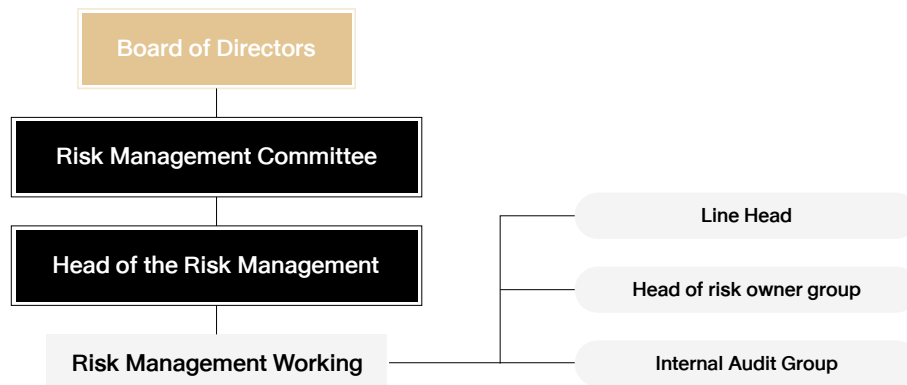 Board of Directors
Risk Management Committee
Head of the Risk Management
Risk Management Working
Line Head
Head of risk owner group
Internal Audit Group